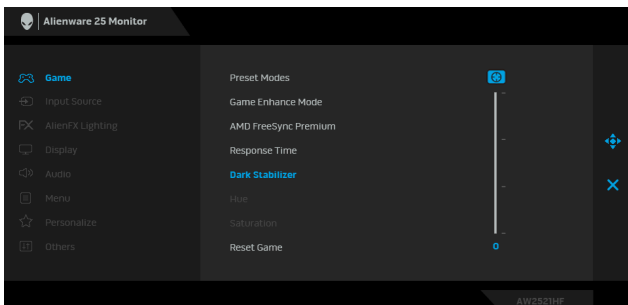 Alienware 25 Monitor
Game
Input Source
FX AlienFX Lighting
Display
Audio
Menu
Personalize
Others
Preset Modes
Game Enhance Mode
AMD FreeSync Premium
Response Time
Dark Stabilizer
Hue
Saturation
Reset Game
0
AW2521HF